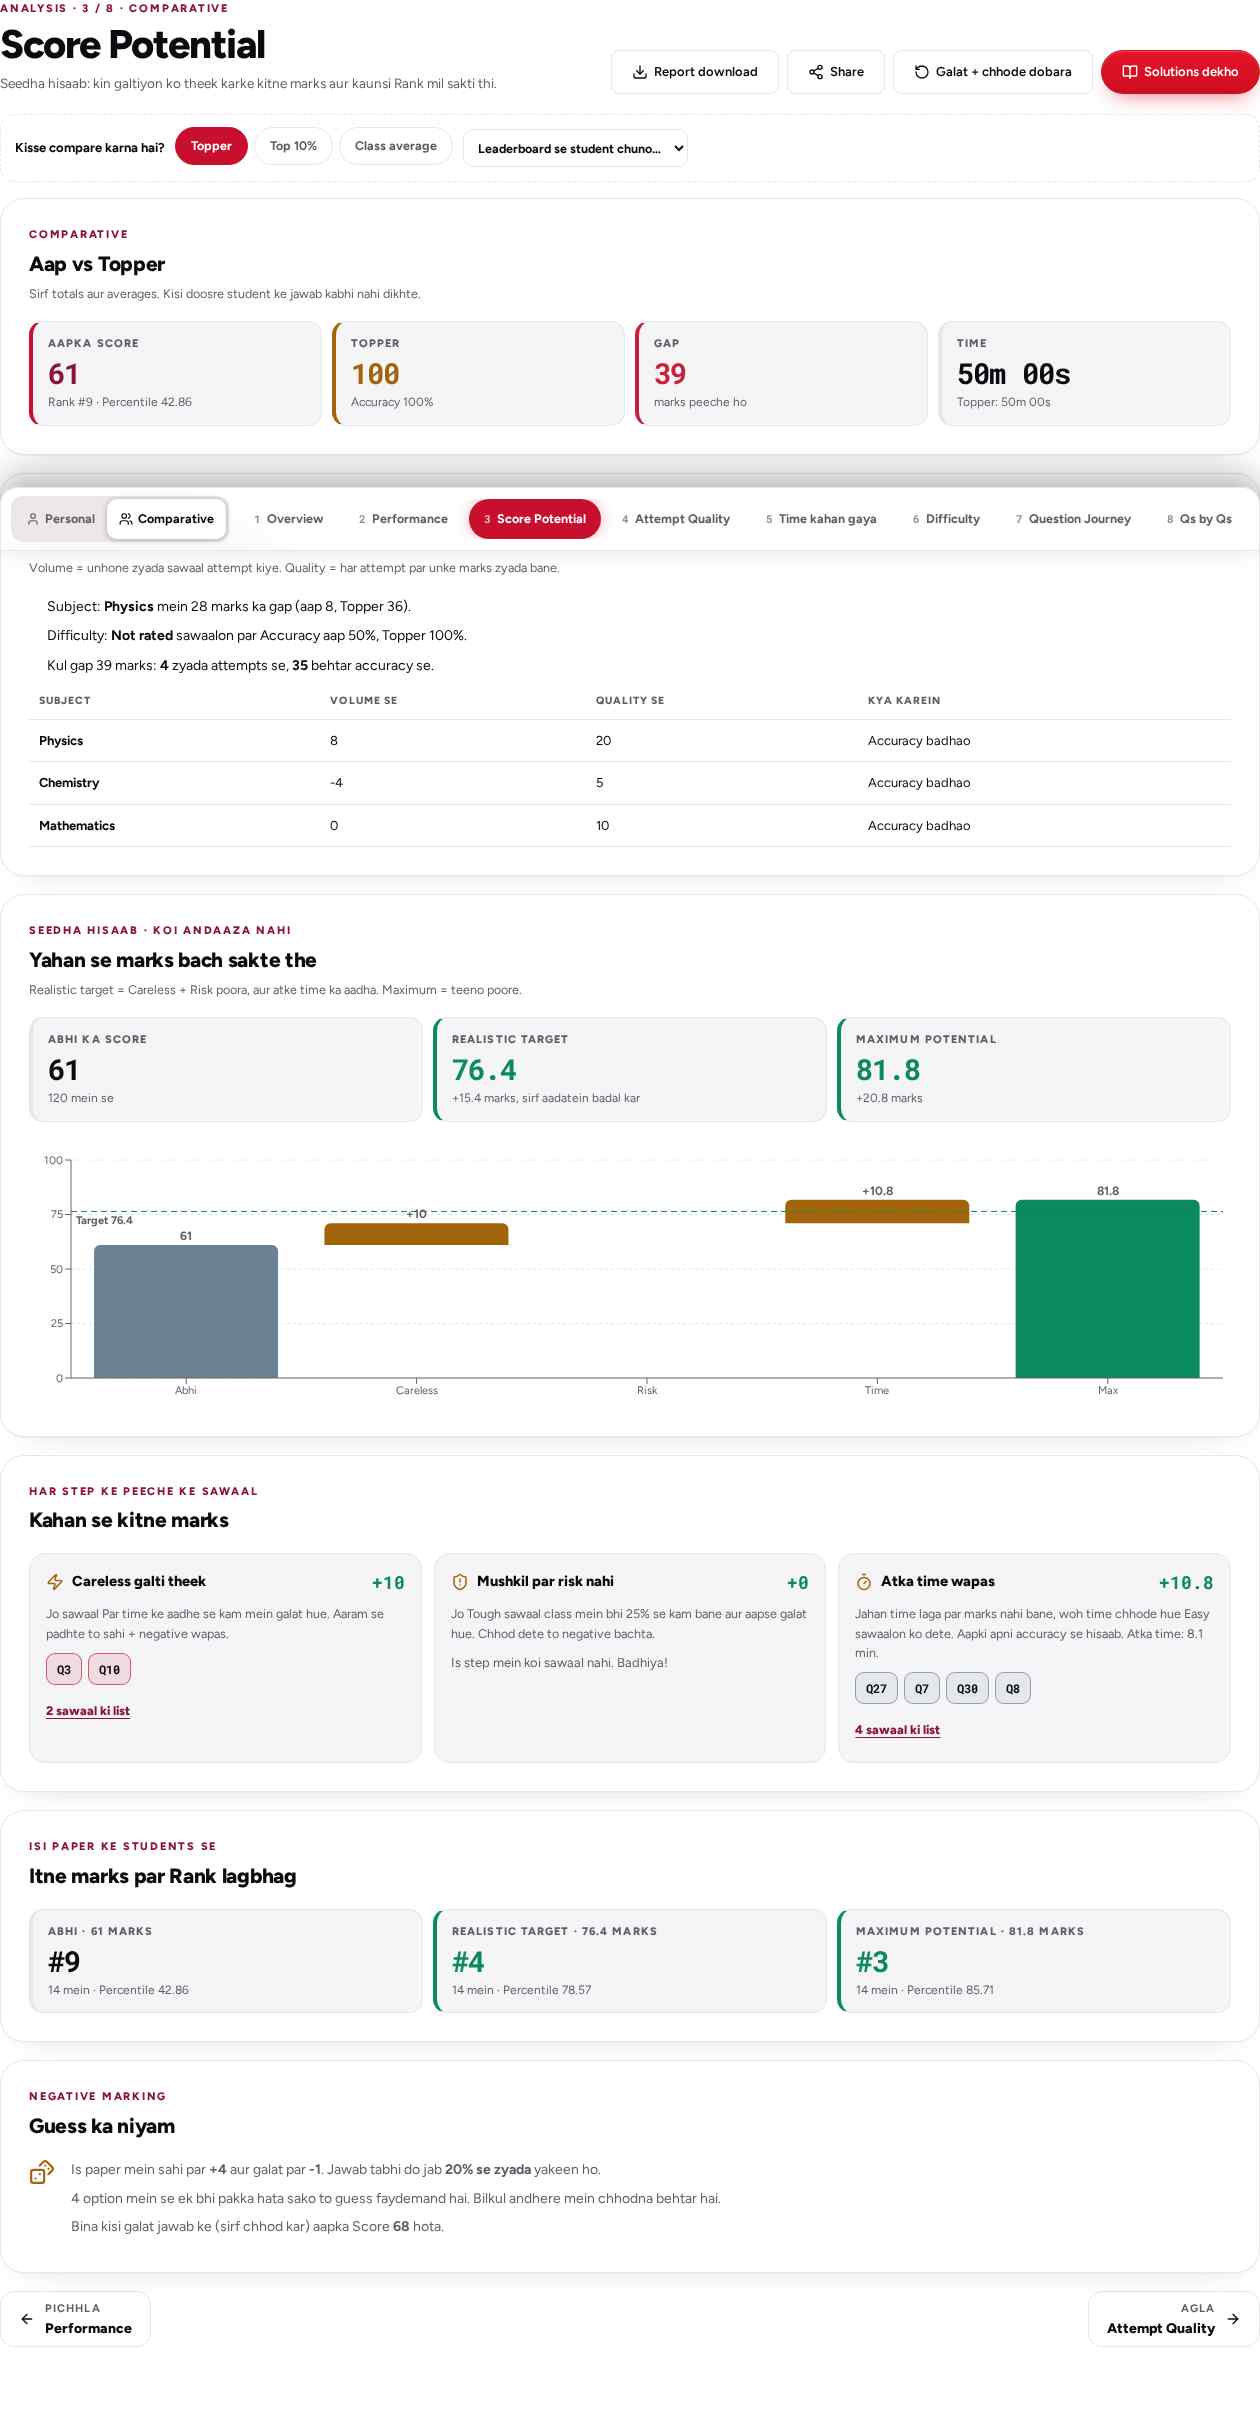 ANALYSIS · 3 / 8 · COMPARATIVE
Score Potential
Seedha hisaab: kin galtiyon ko theek karke kitne marks aur kaunsi Rank mil sakti thi.
Report download
Share
Galat + chhode dobara
Solutions dekho
Kisse compare karna hai?
Topper
Top 10%
Class average
Leaderboard se student chuno...
COMPARATIVE
Aap vs Topper
Sirf totals aur averages. Kisi doosre student ke jawab kabhi nahi dikhte.
AAPKA SCORE
61
Rank #9 · Percentile 42.86
TOPPER
100
Accuracy 100%
GAP
39
marks peeche ho
TIME
50m 00s
Topper: 50m 00s
Personal
Comparative
1 Overview
2 Performance
3 Score Potential
4 Attempt Quality
5 Time kahan gaya
6 Difficulty
7 Question Journey
8 Qs by Qs
Volume = unhone zyada sawaal attempt kiye. Quality = har attempt par unke marks zyada bane.
Subject: Physics mein 28 marks ka gap (aap 8, Topper 36).
Difficulty: Not rated sawaalon par Accuracy aap 50%, Topper 100%.
Kul gap 39 marks: 4 zyada attempts se, 35 behtar accuracy se.
SUBJECT VOLUME SE QUALITY SE KYA KAREIN
Physics 8 20 Accuracy badhao
Chemistry -4 5 Accuracy badhao
Mathematics 0 10 Accuracy badhao
SEEDHA HISAAB · KOI ANDAAZA NAHI
Yahan se marks bach sakte the
Realistic target = Careless + Risk poora, aur atke time ka aadha. Maximum = teeno poore.
ABHI KA SCORE
61
120 mein se
REALISTIC TARGET
76.4
+15.4 marks, sirf aadatein badal kar
MAXIMUM POTENTIAL
81.8
+20.8 marks
100
75
50
25
0
Target 76.4
61
+10
+10.8
81.8
Abhi
Careless
Risk
Time
Max
HAR STEP KE PEECHE KE SAWAAL
Kahan se kitne marks
Careless galti theek +10
Jo sawaal Par time ke aadhe se kam mein galat hue. Aaram se
padhte to sahi + negative wapas.
Q3 Q10
2 sawaal ki list
Mushkil par risk nahi +0
Jo Tough sawaal class mein bhi 25% se kam bane aur aapse galat
hue. Chhod dete to negative bachta.
Is step mein koi sawaal nahi. Badhiya!
Atka time wapas +10.8
Jahan time laga par marks nahi bane, woh time chhode hue Easy
sawaalon ko dete. Aapki apni accuracy se hisaab. Atka time: 8.1
min.
Q27 Q7 Q30 Q8
4 sawaal ki list
ISI PAPER KE STUDENTS SE
Itne marks par Rank lagbhag
ABHI · 61 MARKS
#9
14 mein · Percentile 42.86
REALISTIC TARGET · 76.4 MARKS
#4
14 mein · Percentile 78.57
MAXIMUM POTENTIAL · 81.8 MARKS
#3
14 mein · Percentile 85.71
NEGATIVE MARKING
Guess ka niyam
Is paper mein sahi par +4 aur galat par -1. Jawab tabhi do jab 20% se zyada yakeen ho.
4 option mein se ek bhi pakka hata sako to guess faydemand hai. Bilkul andhere mein chhodna behtar hai.
Bina kisi galat jawab ke (sirf chhod kar) aapka Score 68 hota.
PICHHLA
Performance
AGLA
Attempt Quality